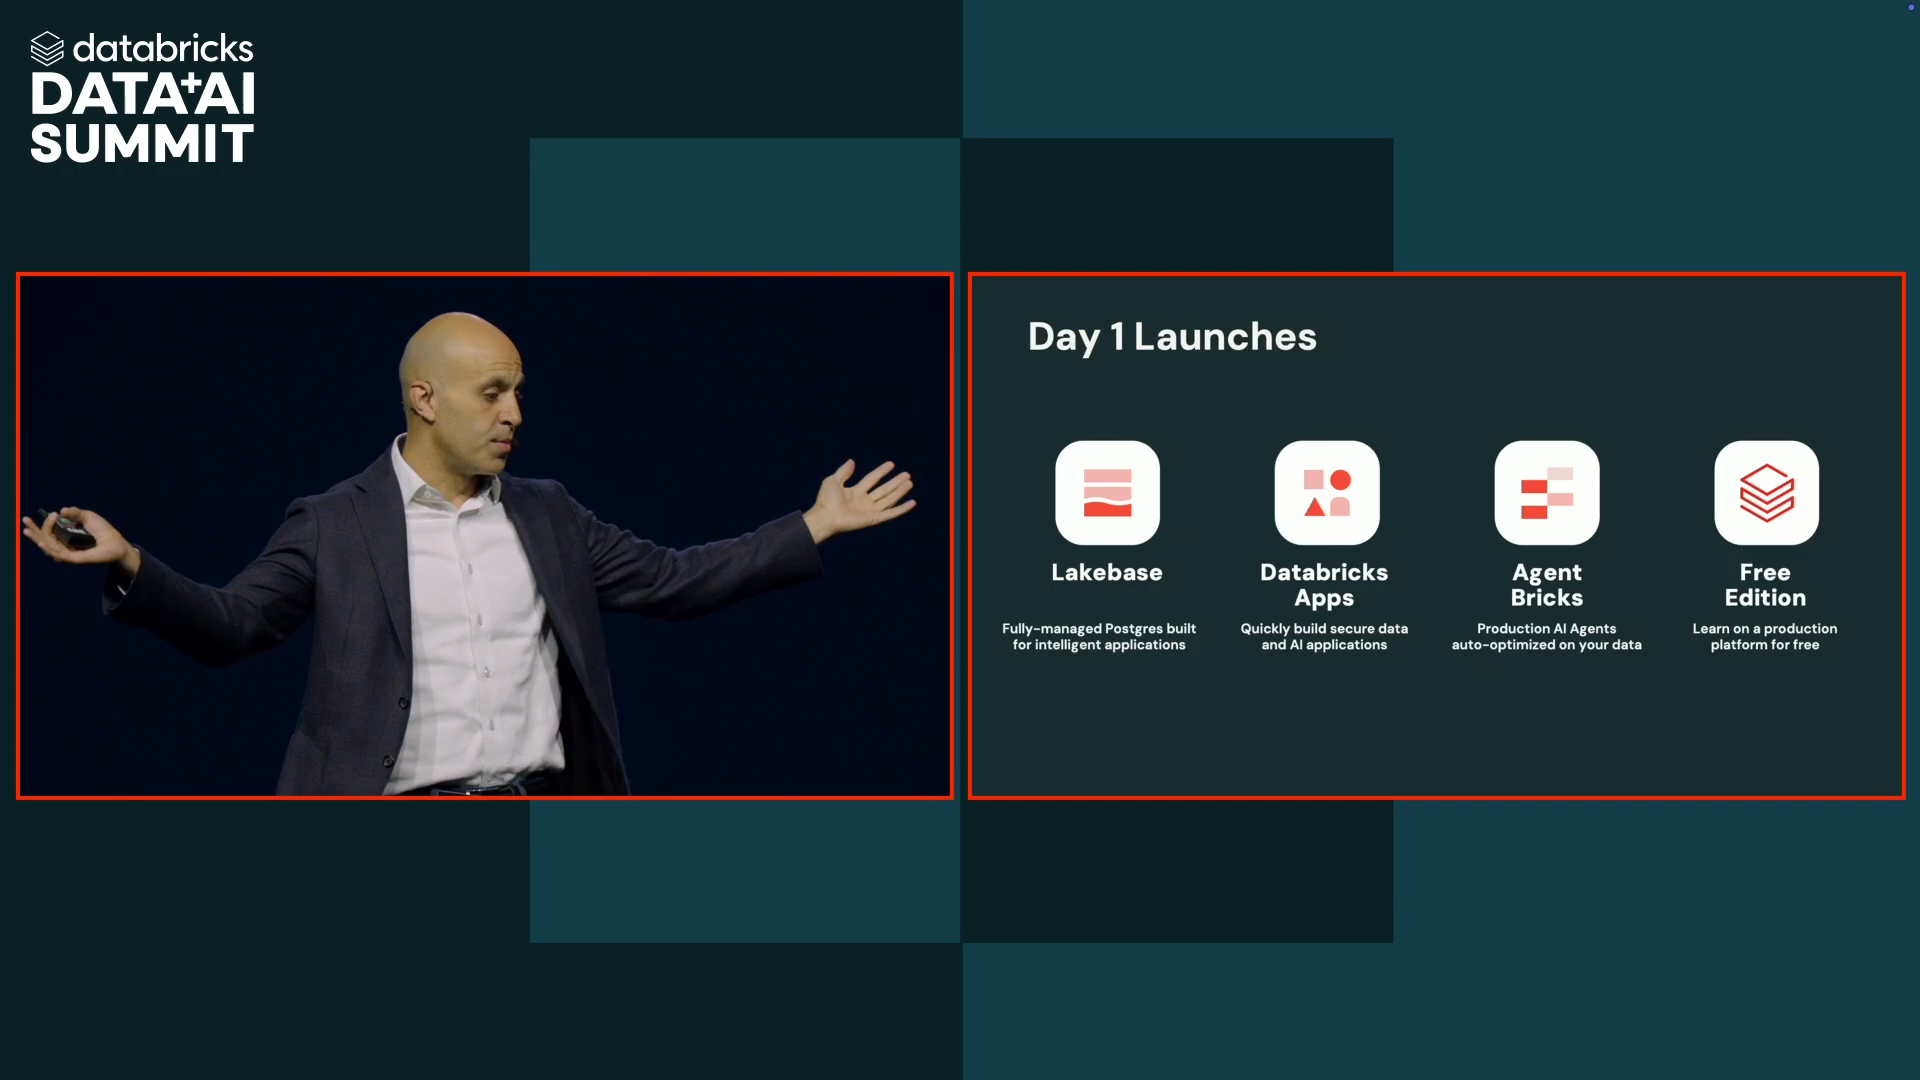 databricks
DATA+AI
SUMMIT
Day 1 Launches
Lakebase
Fully-managed Postgres built
for intelligent applications
Databricks
Apps
Quickly build secure data
and AI applications
Agent
Bricks
Production AI Agents
auto-optimized on your data
Free
Edition
Learn on a production
platform for free